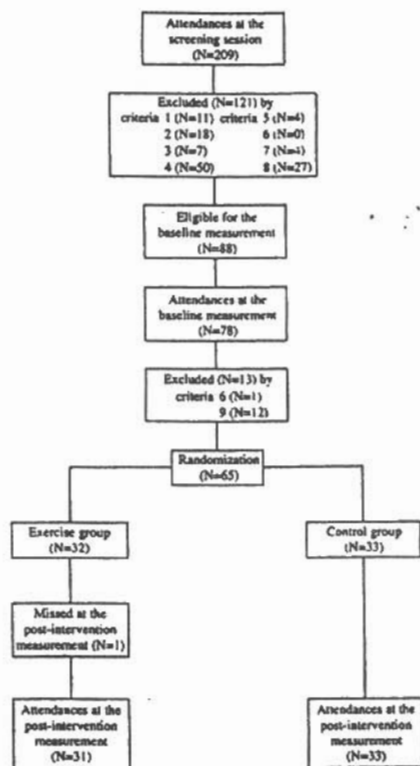 Attendances at the
screening session
(N=209)
Excluded (N=121) by
criteria 1 (N=11) criteria 5 (N=4)
2 (N=18) 6 (N=0)
3 (N=7) 7 (N=4)
4 (N=50) 8 (N=27)
Eligible for the
baseline measurement
(N=88)
Attendances at the
baseline measurement
(N=78)
Excluded (N=13) by
criteria 6 (N=1)
9 (N=12)
Randomization
(N=65)
Exercise group
(N=32)
Control group
(N=33)
Missed at the
post-intervention
measurement (N=1)
Attendances at the
post-intervention
measurement
(N=31)
Attendances at the
post-intervention
measurement
(N=33)